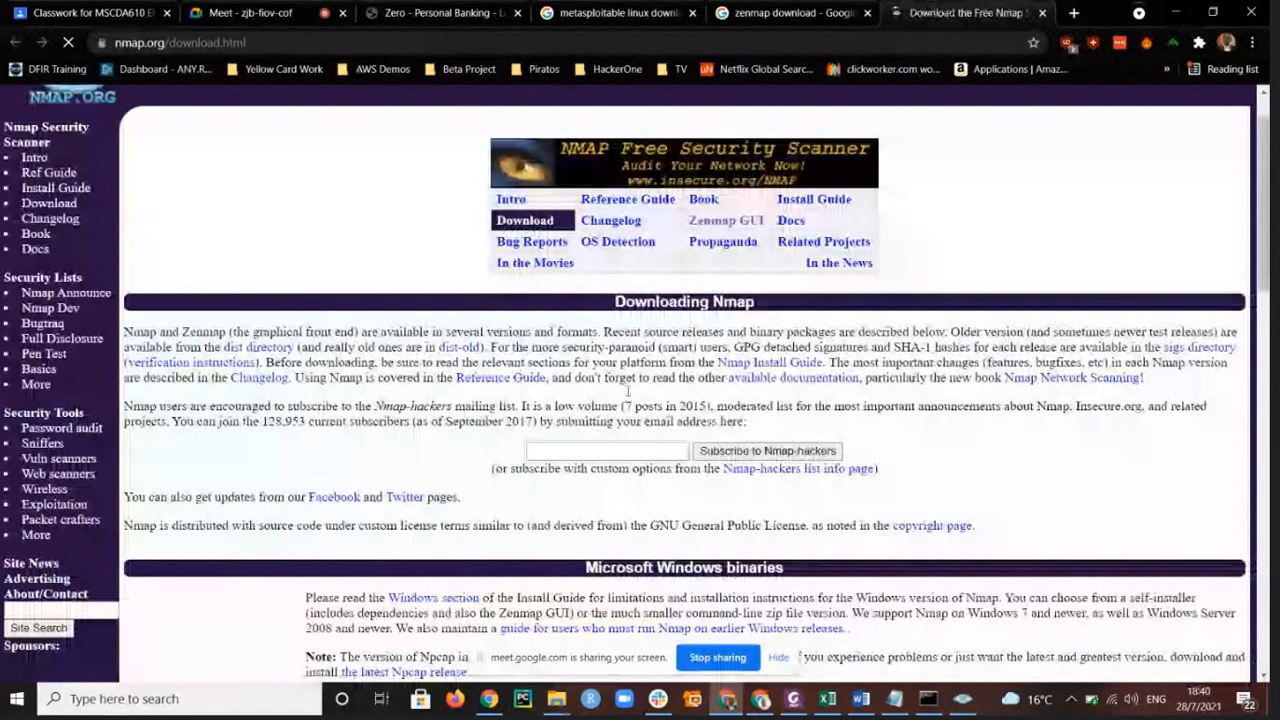 Classwork for MSCDA610 E
Meet - zjb-fiov-cof
Zero - Personal Banking - L
metasploitable linux down
zenmap download - Google
Download the Free Nmap S
nmap.org/download.html
DFIR Training
Dashboard - ANY.R...
Yellow Card Work
AWS Demos
Beta Project
Piratos
HackerOne
TV
Netflix Global Searc...
clickworker.com wo...
Applications | Amaz...
»
Reading list
NMAP.ORG
Nmap Security
Scanner
Intro
Ref Guide
Install Guide
Download
Changelog
Book
Docs
Security Lists
Nmap Announce
Nmap Dev
Bugtraq
Full Disclosure
Pen Test
Basics
More
Security Tools
Password audit
Sniffers
Vuln scanners
Web scanners
Wireless
Exploitation
Packet crafters
More
Site News
Advertising
About/Contact
Site Search
Sponsors:
NMAP Free Security Scanner
Audit Your Network Now!
www.insecure.org/NMAP
Intro Reference Guide Book Install Guide
Download Changelog Zenmap GUI Docs
Bug Reports OS Detection Propaganda Related Projects
In the Movies In the News
Downloading Nmap
Nmap and Zenmap (the graphical front end) are available in several versions and formats. Recent source releases and binary packages are described below. Older version (and sometimes newer test releases) are
available from the dist directory (and really old ones are in dist-old). For the more security-paranoid (smart) users, GPG detached signatures and SHA-1 hashes for each release are available in the sigs directory
(verification instructions). Before downloading, be sure to read the relevant sections for your platform from the Nmap Install Guide. The most important changes (features, bugfixes, etc) in each Nmap version
are described in the Changelog. Using Nmap is covered in the Reference Guide, and don't forget to read the other available documentation, particularly the new book Nmap Network Scanning!
Nmap users are encouraged to subscribe to the Nmap-hackers mailing list. It is a low volume (7 posts in 2015), moderated list for the most important announcements about Nmap, Insecure.org, and related
projects. You can join the 128,953 current subscribers (as of September 2017) by submitting your email address here:
Subscribe to Nmap-hackers
(or subscribe with custom options from the Nmap-hackers list info page)
You can also get updates from our Facebook and Twitter pages.
Nmap is distributed with source code under custom license terms similar to (and derived from) the GNU General Public License, as noted in the copyright page.
Microsoft Windows binaries
Please read the Windows section of the Install Guide for limitations and installation instructions for the Windows version of Nmap. You can choose from a self-installer
(includes dependencies and also the Zenmap GUI) or the much smaller command-line zip file version. We support Nmap on Windows 7 and newer, as well as Windows Server
2008 and newer. We also maintain a guide for users who must run Nmap on earlier Windows releases..
Note: The version of Npcap in
f you experience problems or just want the latest and greatest version, download and
install the latest Npcap release
meet.google.com is sharing your screen.
Stop sharing
Hide
Type here to search
16°C
ENG
18:40
28/7/2021
22